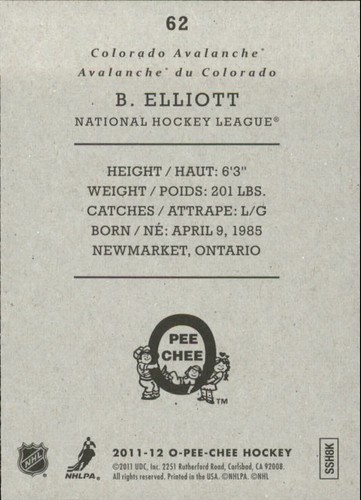 62
Colorado Avalanche®
Avalanche® du Colorado
B. ELLIOTT
NATIONAL HOCKEY LEAGUE®
HEIGHT / HAUT: 6'3"
WEIGHT / POIDS: 201 LBS.
CATCHES / ATTRAPE: L/G
BORN / NÉ: APRIL 9, 1985
NEWMARKET, ONTARIO
O
PEE
CHEE
TM
2011-12 O-PEE-CHEE HOCKEY
©2011 UDC, Inc. 2251 Rutherford Road, Carlsbad, CA 92008.
All rights reserved. Printed in the USA. ©NHLPA. ©NHL
NHL
NHLPA®
SSH8K